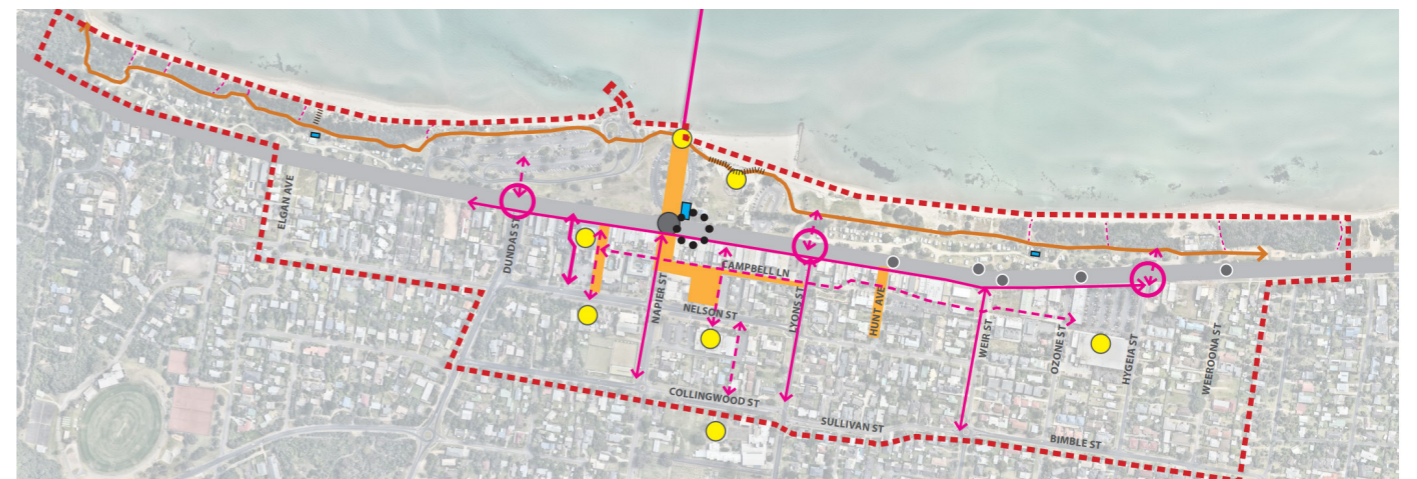 ELGAN AVE
DUNDAS ST
NAPIER ST
CAMPBELL LN
NELSON ST
LYONS ST
HUNT AVE
WEIR ST
OZONE ST
HYGEIA ST
WEEROONA ST
COLLINGWOOD ST
SULLIVAN ST
BIMBLE ST